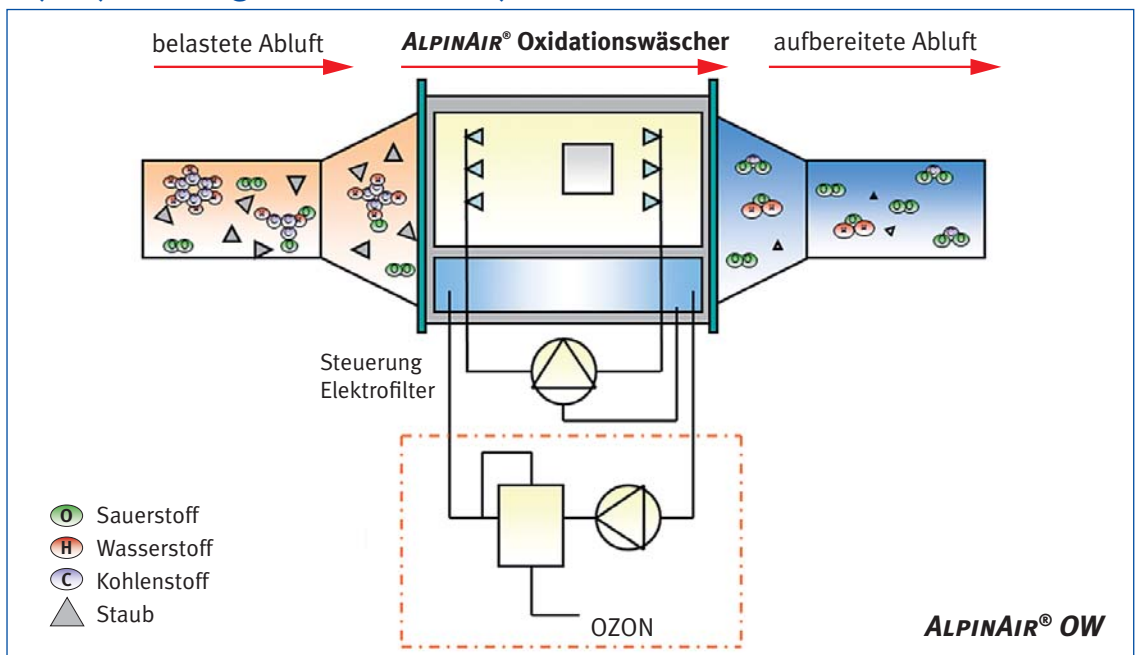 belastete Abluft
ALPINAIR® Oxidationswäscher
aufbereitete Abluft
Steuerung
Elektrofilter
O Sauerstoff
H Wasserstoff
C Kohlenstoff
Staub
OZON
ALPINAIR® OW